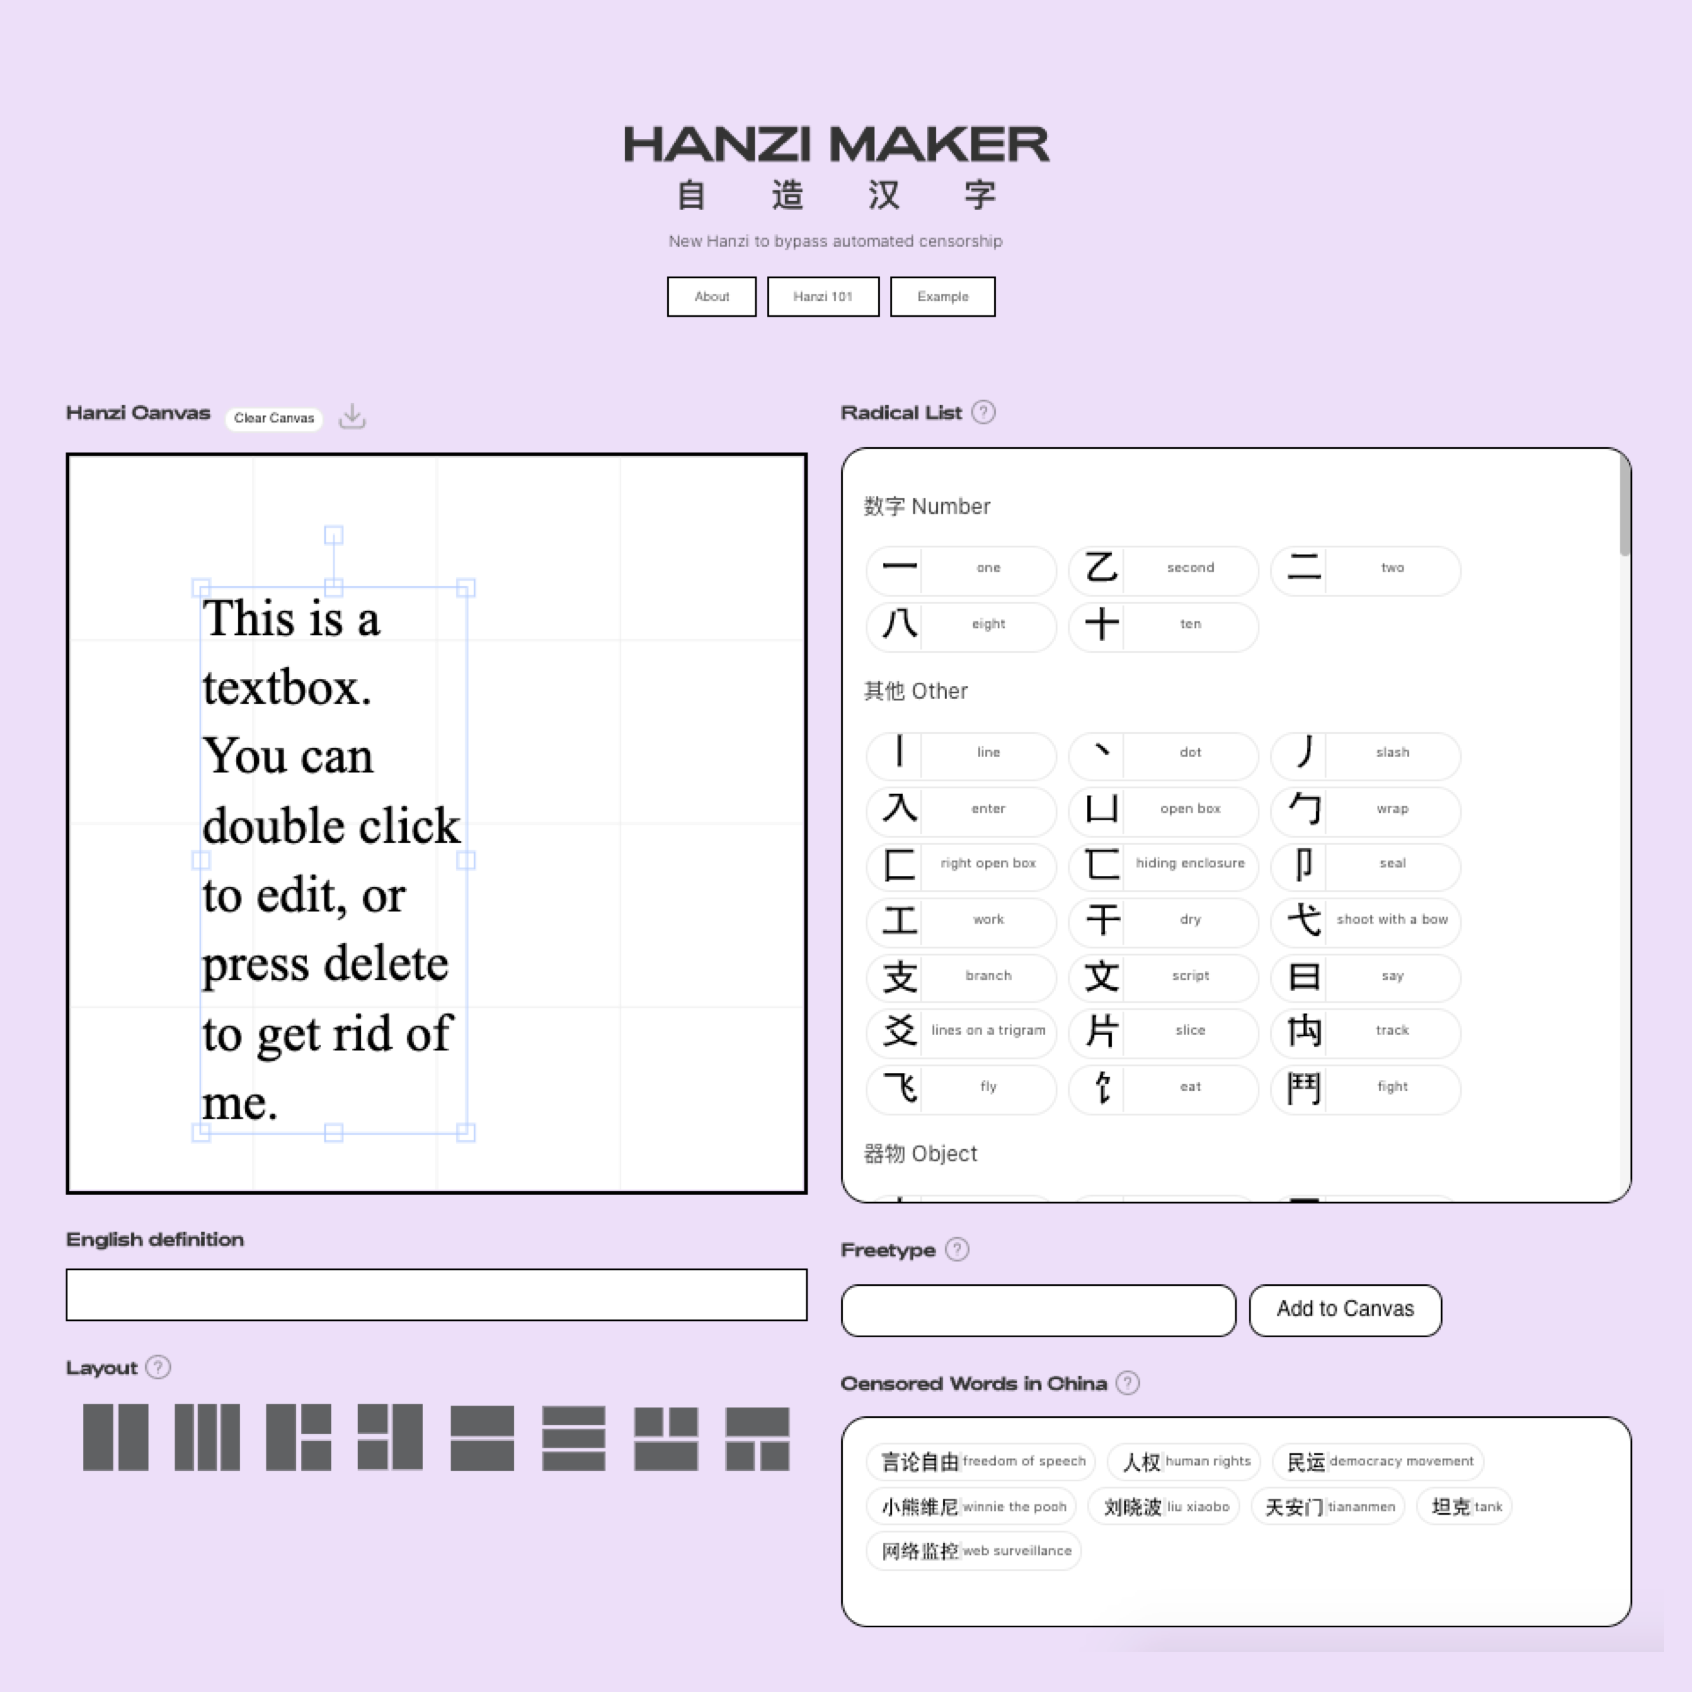 HANZI MAKER
自造汉字
New Hanzi to bypass automated censorship
About Hanzi 101 Example
Hanzi Canvas Clear Canvas
This is a
textbox.
You can
double click
to edit, or
press delete
to get rid of
me.
English definition
Layout ?
Radical List ?
数字 Number
一 one 乙 second 二 two
八 eight 十 ten
其他 Other
丨 line 丶 dot 丿 slash
入 enter 凵 open box 勹 wrap
匚 right open box 匸 hiding enclosure 卩 seal
工 work 干 dry 弋 shoot with a bow
支 branch 文 script 曰 say
爻 lines on a trigram 片 slice 禸 track
飞 fly 饣 eat 鬥 fight
器物 Object
Freetype ?
Add to Canvas
Censored Words in China ?
言论自由 freedom of speech 人权 human rights 民运 democracy movement
小熊维尼 winnie the pooh 刘晓波 liu xiaobo 天安门 tiananmen 坦克 tank
网络监控 web surveillance